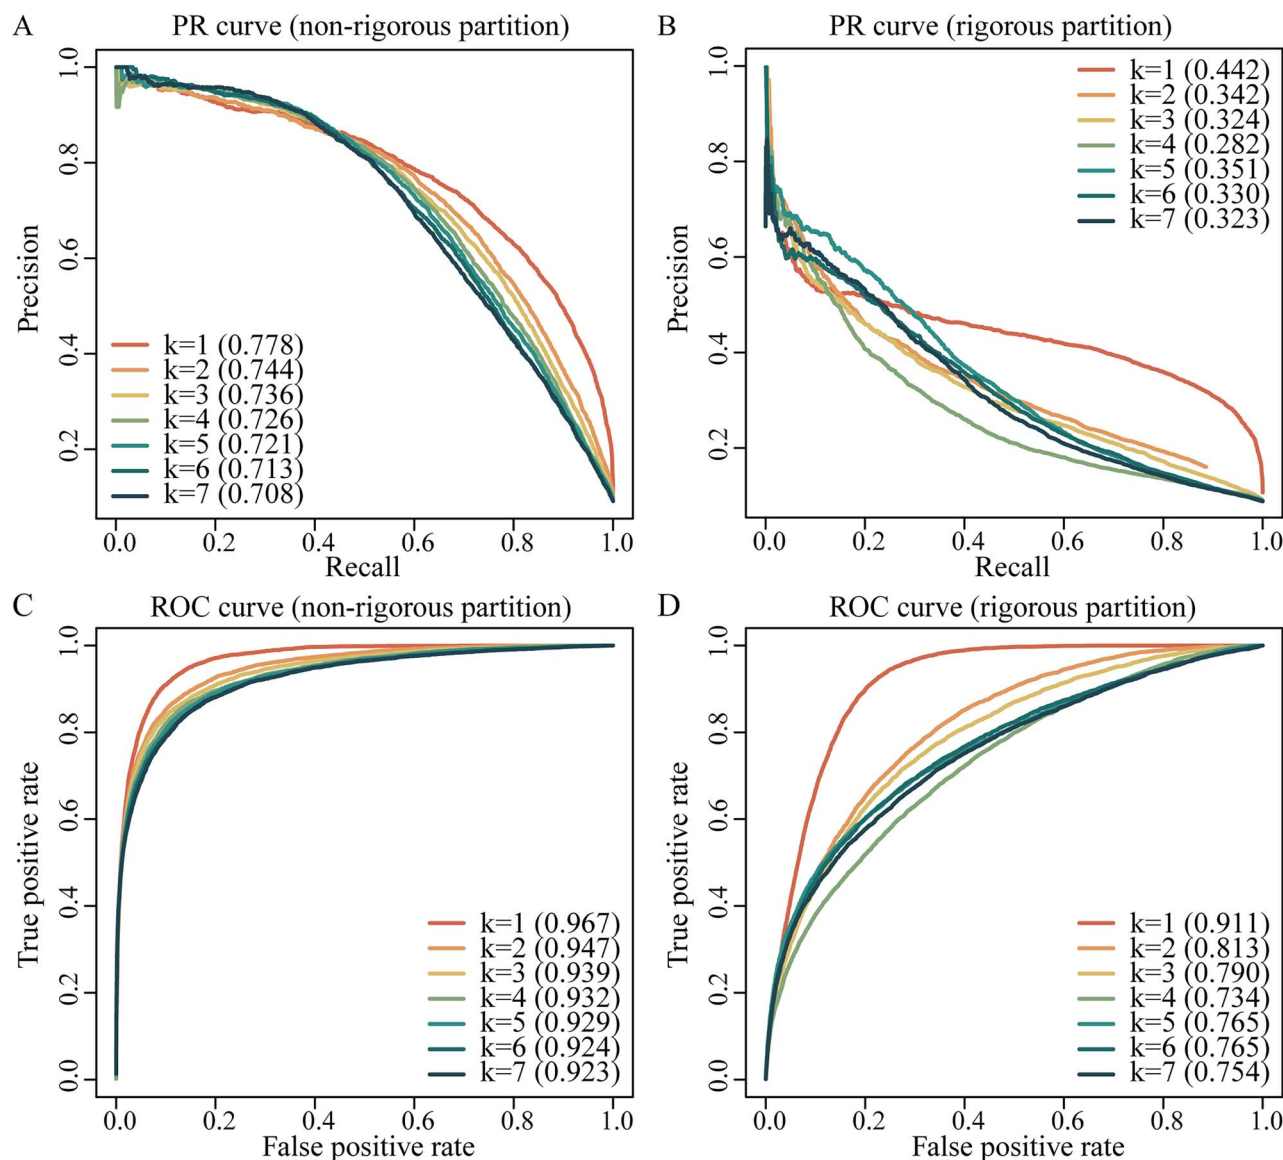 A
PR curve (non-rigorous partition)
1.0
0.8
0.6
0.4
0.2
Precision
k=1 (0.778)
k=2 (0.744)
k=3 (0.736)
k=4 (0.726)
k=5 (0.721)
k=6 (0.713)
k=7 (0.708)
0.0 0.2 0.4 0.6 0.8 1.0
Recall
B
PR curve (rigorous partition)
1.0
0.8
0.6
0.4
0.2
Precision
k=1 (0.442)
k=2 (0.342)
k=3 (0.324)
k=4 (0.282)
k=5 (0.351)
k=6 (0.330)
k=7 (0.323)
0.0 0.2 0.4 0.6 0.8 1.0
Recall
C
ROC curve (non-rigorous partition)
1.0
0.8
0.6
0.4
0.2
0.0
True positive rate
k=1 (0.967)
k=2 (0.947)
k=3 (0.939)
k=4 (0.932)
k=5 (0.929)
k=6 (0.924)
k=7 (0.923)
0.0 0.2 0.4 0.6 0.8 1.0
False positive rate
D
ROC curve (rigorous partition)
1.0
0.8
0.6
0.4
0.2
0.0
True positive rate
k=1 (0.911)
k=2 (0.813)
k=3 (0.790)
k=4 (0.734)
k=5 (0.765)
k=6 (0.765)
k=7 (0.754)
0.0 0.2 0.4 0.6 0.8 1.0
False positive rate